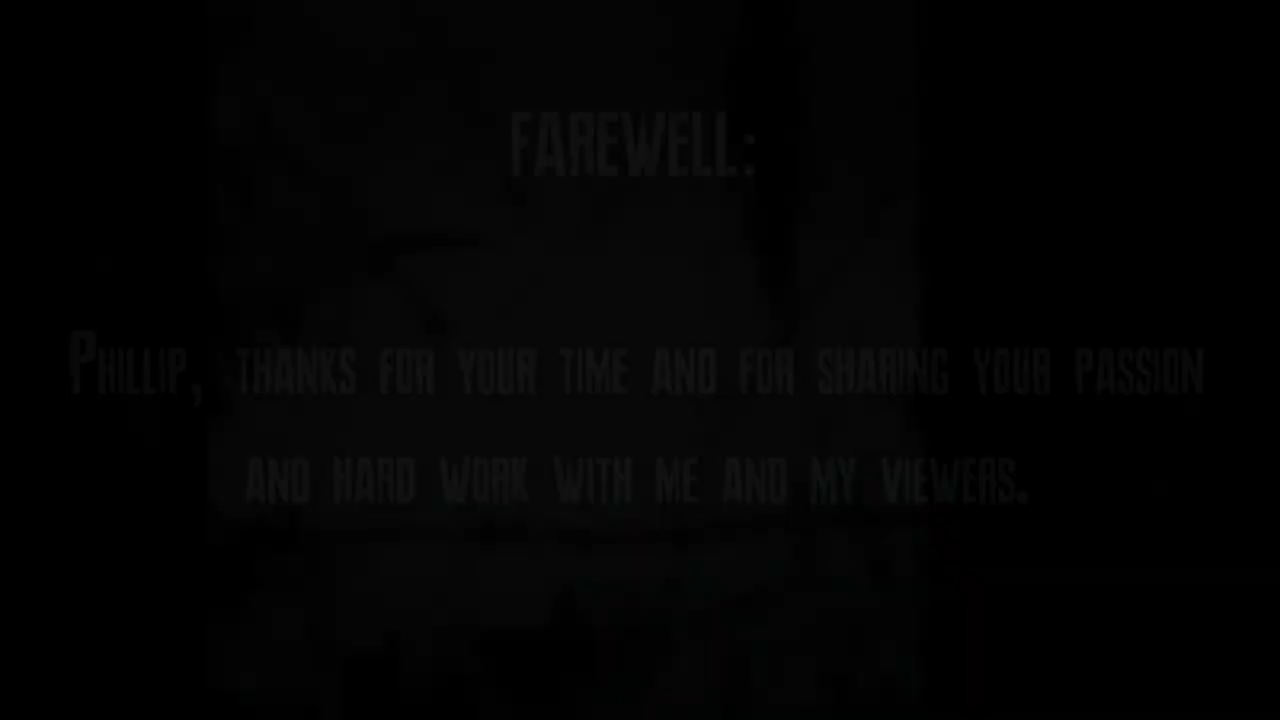 FAREWELL:
PHILLIP, THANKS FOR YOUR TIME AND FOR SHARING YOUR PASSION
AND HARD WORK WITH ME AND MY VIEWERS.